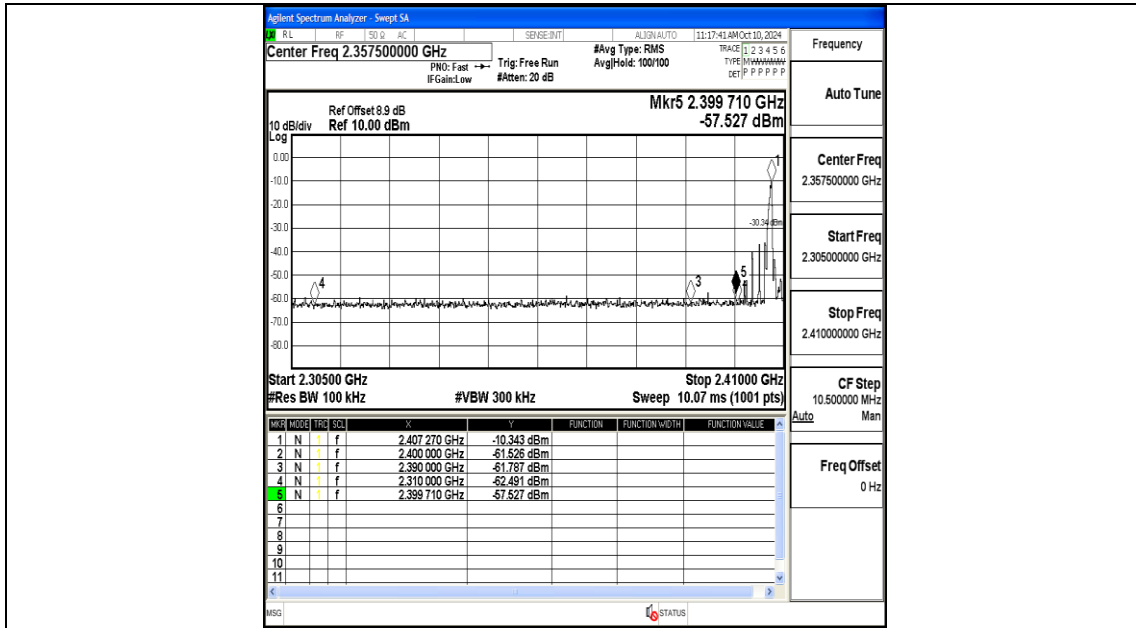 Agilent Spectrum Analyzer - Swept SA
RL RF 50 Ω AC SENSE:INT ALIGN AUTO 11:17:41 AM Oct 10, 2024
Center Freq 2.357500000 GHz
PNO: Fast
IFGain:Low
Trig: Free Run
#Atten: 20 dB
#Avg Type: RMS
Avg|Hold: 100/100
TRACE 1 2 3 4 5 6
TYPE MWWWWW
DET P P P P P P
Ref Offset 8.9 dB
Ref 10.00 dBm
10 dB/div
Log
Mkr5 2.399 710 GHz
-57.527 dBm
0.00
-10.0
-20.0
-30.0
-40.0
-50.0
-60.0
-70.0
-80.0
1
-30.34 dBm
4
3
5
Start 2.30500 GHz Stop 2.41000 GHz
#Res BW 100 kHz #VBW 300 kHz Sweep 10.07 ms (1001 pts)
MKR MODE TRC SCL X Y FUNCTION FUNCTION WIDTH FUNCTION VALUE
1 N 1 f 2.407 270 GHz -10.343 dBm
2 N 1 f 2.400 000 GHz -61.526 dBm
3 N 1 f 2.390 000 GHz -61.787 dBm
4 N 1 f 2.310 000 GHz -62.491 dBm
5 N 1 f 2.399 710 GHz -57.527 dBm
6
7
8
9
10
11
MSG STATUS
Frequency
Auto Tune
Center Freq
2.357500000 GHz
Start Freq
2.305000000 GHz
Stop Freq
2.410000000 GHz
CF Step
10.500000 MHz
Auto Man
Freq Offset
0 Hz